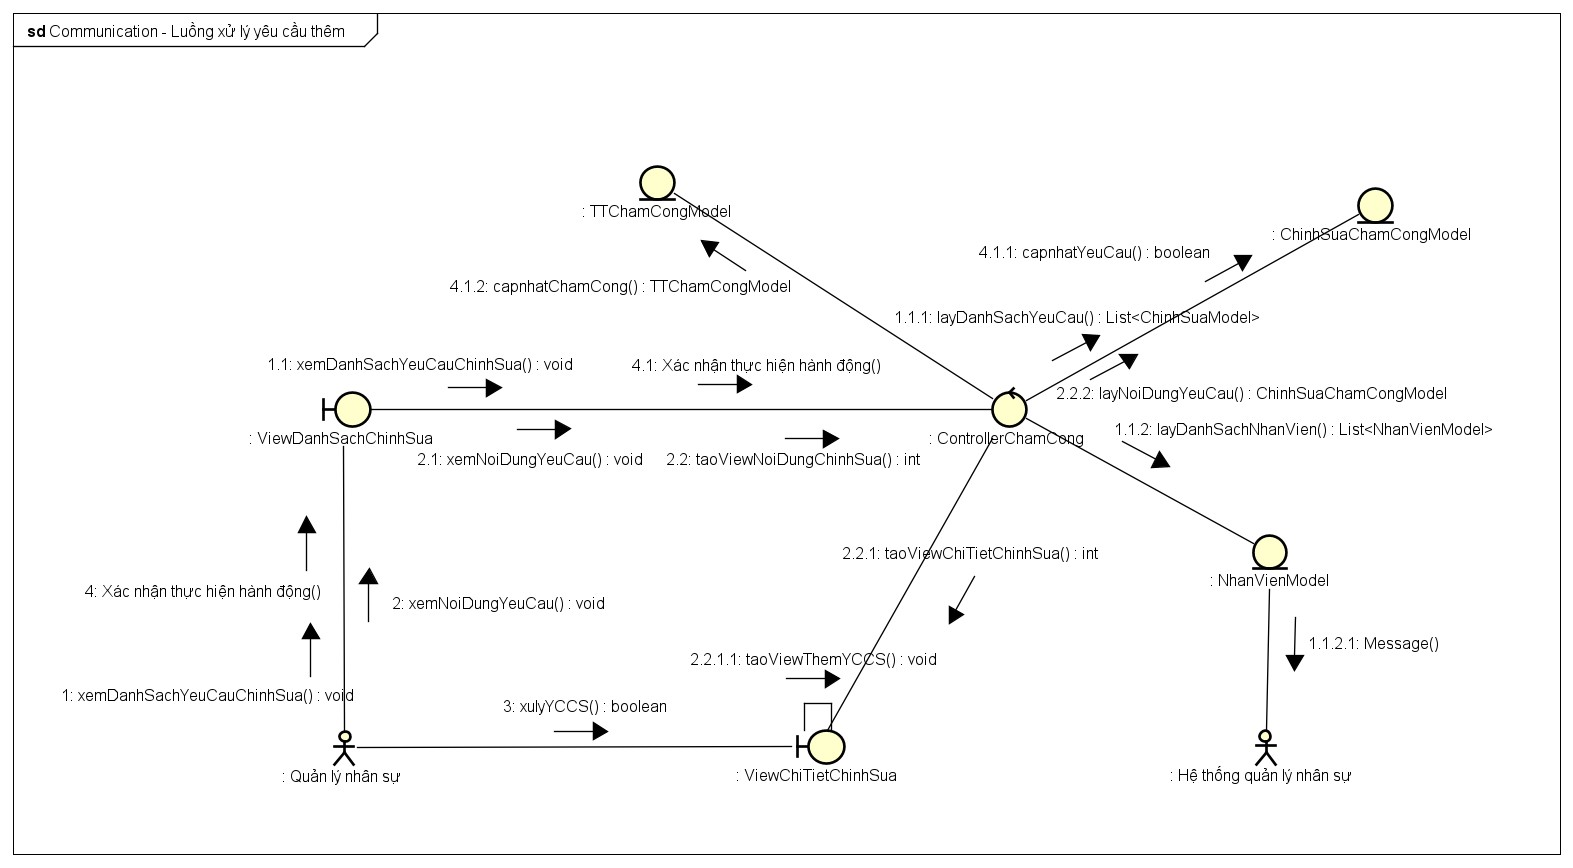 sd Communication - Luồng xử lý yêu cầu thêm
: TTChamCongModel
: ChinhSuaChamCongModel
4.1.1: capnhatYeuCau() : boolean
4.1.2: capnhatChamCong() : TTChamCongModel
1.1.1: layDanhSachYeuCau() : List<ChinhSuaModel>
1.1: xemDanhSachYeuCauChinhSua() : void
4.1: Xác nhận thực hiện hành động()
2.2.2: layNoiDungYeuCau() : ChinhSuaChamCongModel
1.1.2: layDanhSachNhanVien() : List<NhanVienModel>
: ViewDanhSachChinhSua
: ControllerChamCong
2.1: xemNoiDungYeuCau() : void
2.2: taoViewNoiDungChinhSua() : int
2.2.1: taoViewChiTietChinhSua() : int
: NhanVienModel
4: Xác nhận thực hiện hành động()
2: xemNoiDungYeuCau() : void
1.1.2.1: Message()
2.2.1.1: taoViewThemYCCS() : void
1: xemDanhSachYeuCauChinhSua() : void
3: xulyYCCS() : boolean
: Quản lý nhân sự
: ViewChiTietChinhSua
: Hệ thống quản lý nhân sự